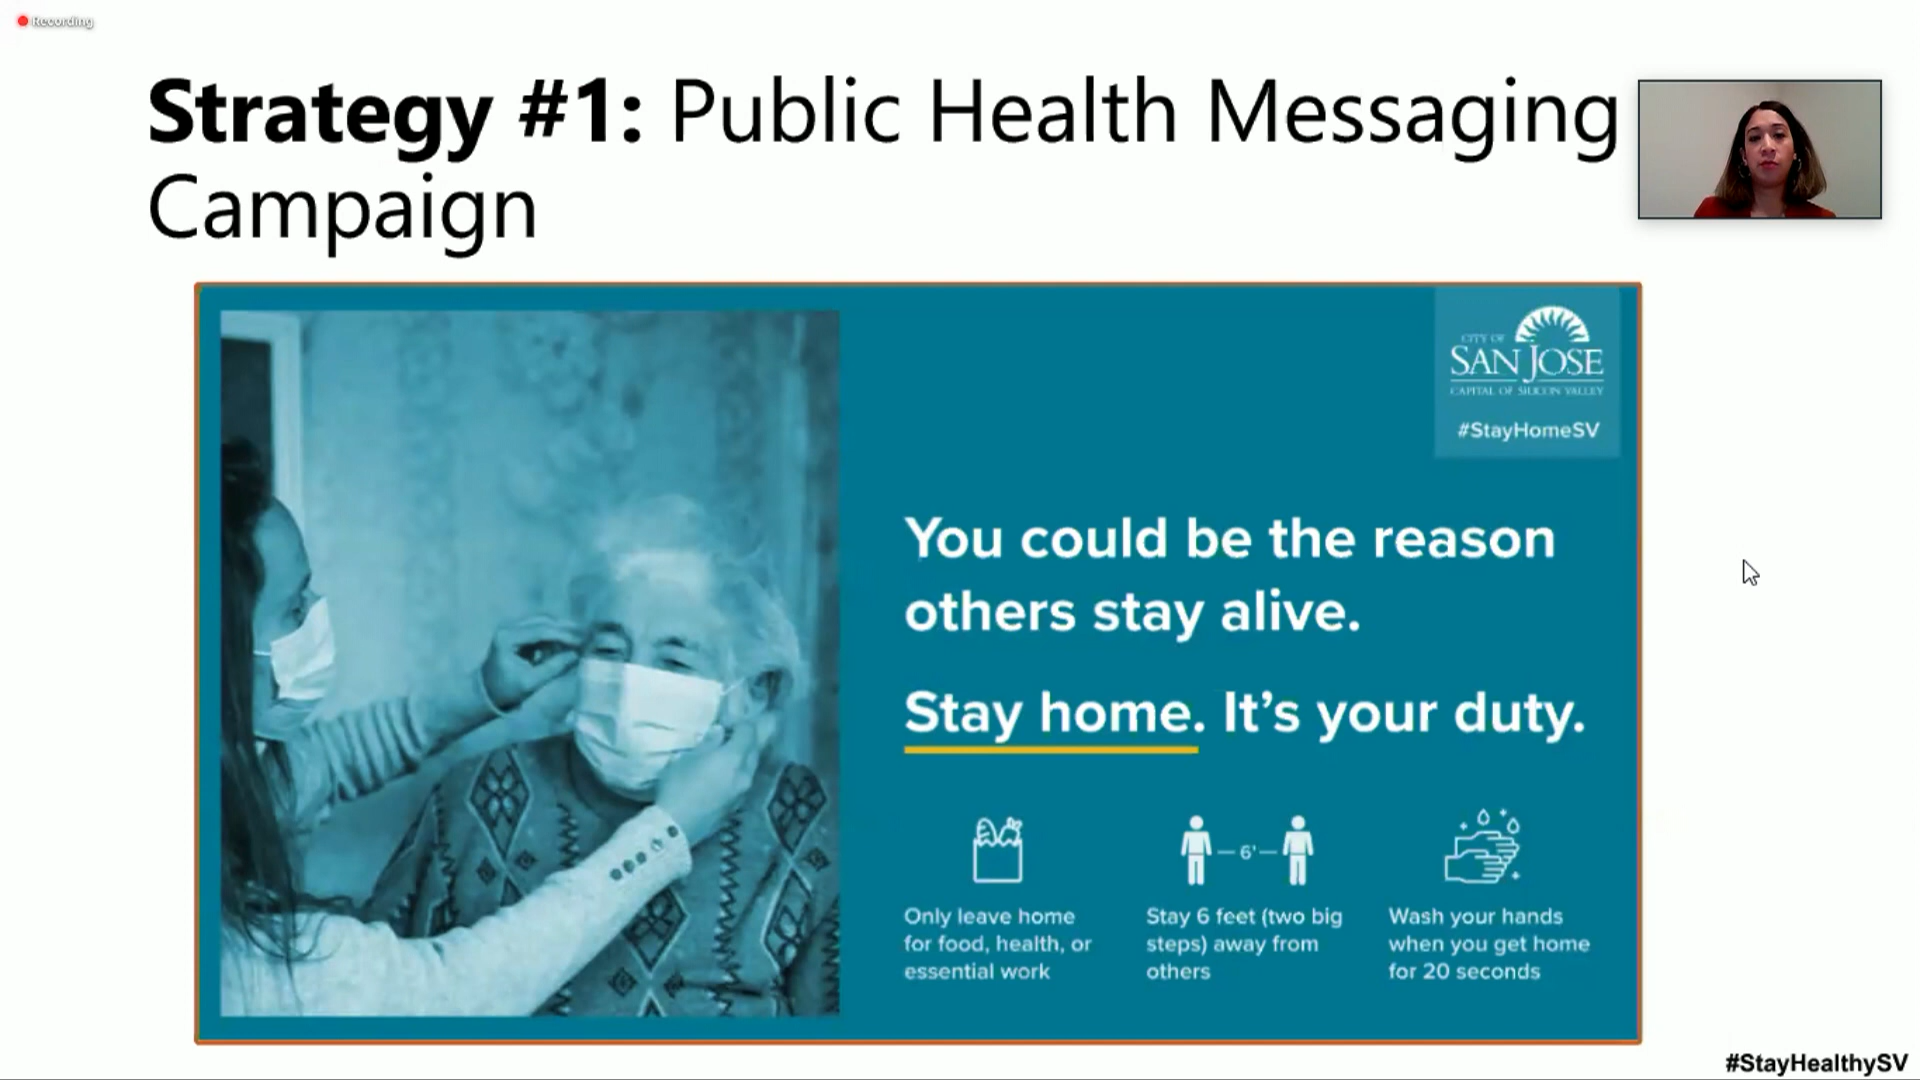 Recording
Strategy #1: Public Health Messaging
Campaign
CITY OF
SAN JOSE
CAPITAL OF SILICON VALLEY
#StayHomeSV
You could be the reason
others stay alive.
Stay home. It's your duty.
6'
Only leave home
for food, health, or
essential work
Stay 6 feet (two big
steps) away from
others
Wash your hands
when you get home
for 20 seconds
#StayHealthySV